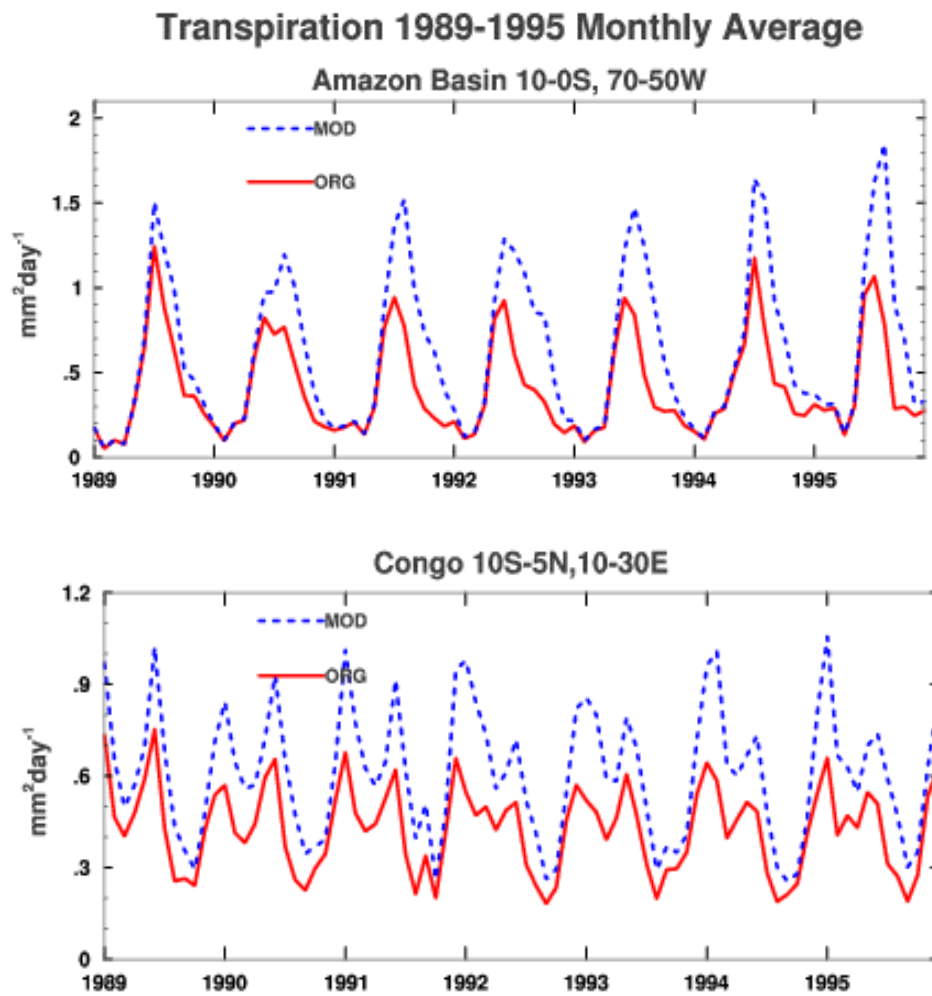 Transpiration 1989-1995 Monthly Average
Amazon Basin 10-0S, 70-50W
2
MOD
ORG
1.5
1
.5
0
mm²day⁻¹
1989 1990 1991 1992 1993 1994 1995
Congo 10S-5N,10-30E
1.2
MOD
ORG
.9
.6
.3
0
mm²day⁻¹
1989 1990 1991 1992 1993 1994 1995